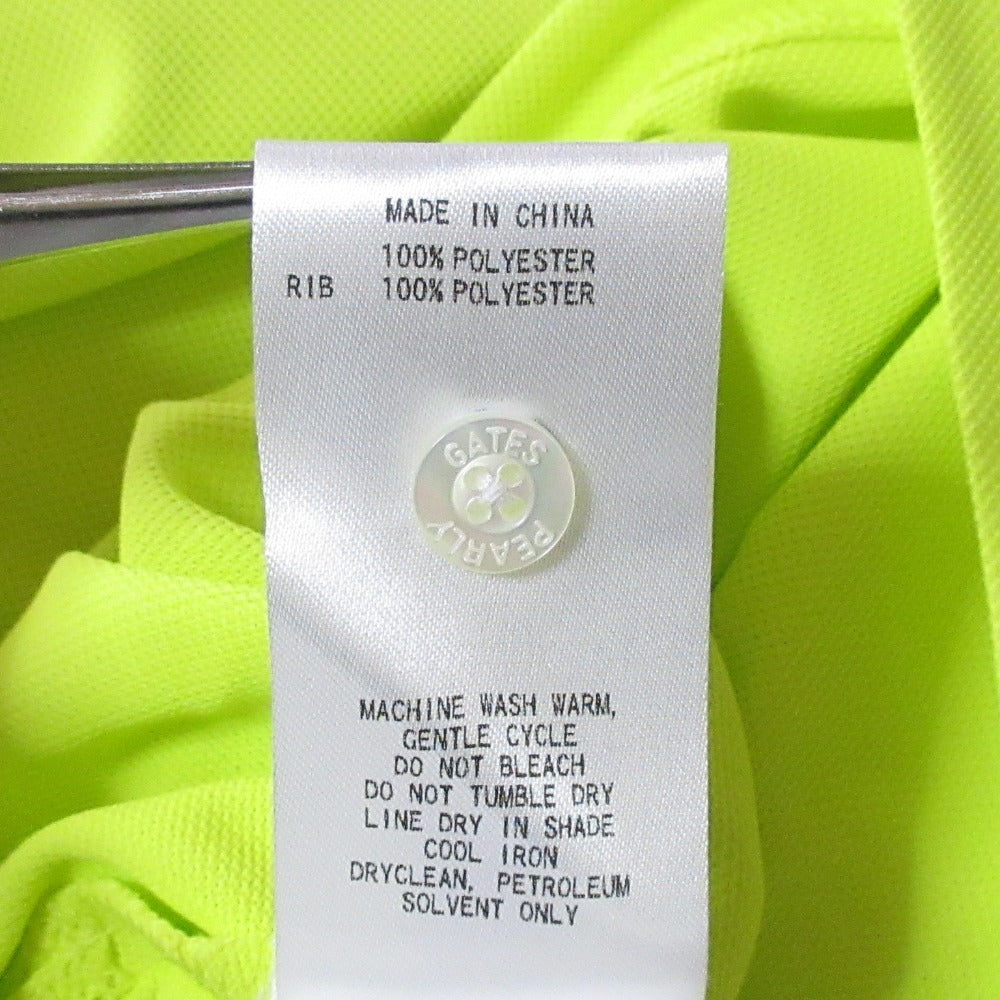 MADE IN CHINA
100% POLYESTER
RIB 100% POLYESTER
GATES
PEARLY
MACHINE WASH WARM,
GENTLE CYCLE
DO NOT BLEACH
DO NOT TUMBLE DRY
LINE DRY IN SHADE
COOL IRON
DRYCLEAN, PETROLEUM
SOLVENT ONLY